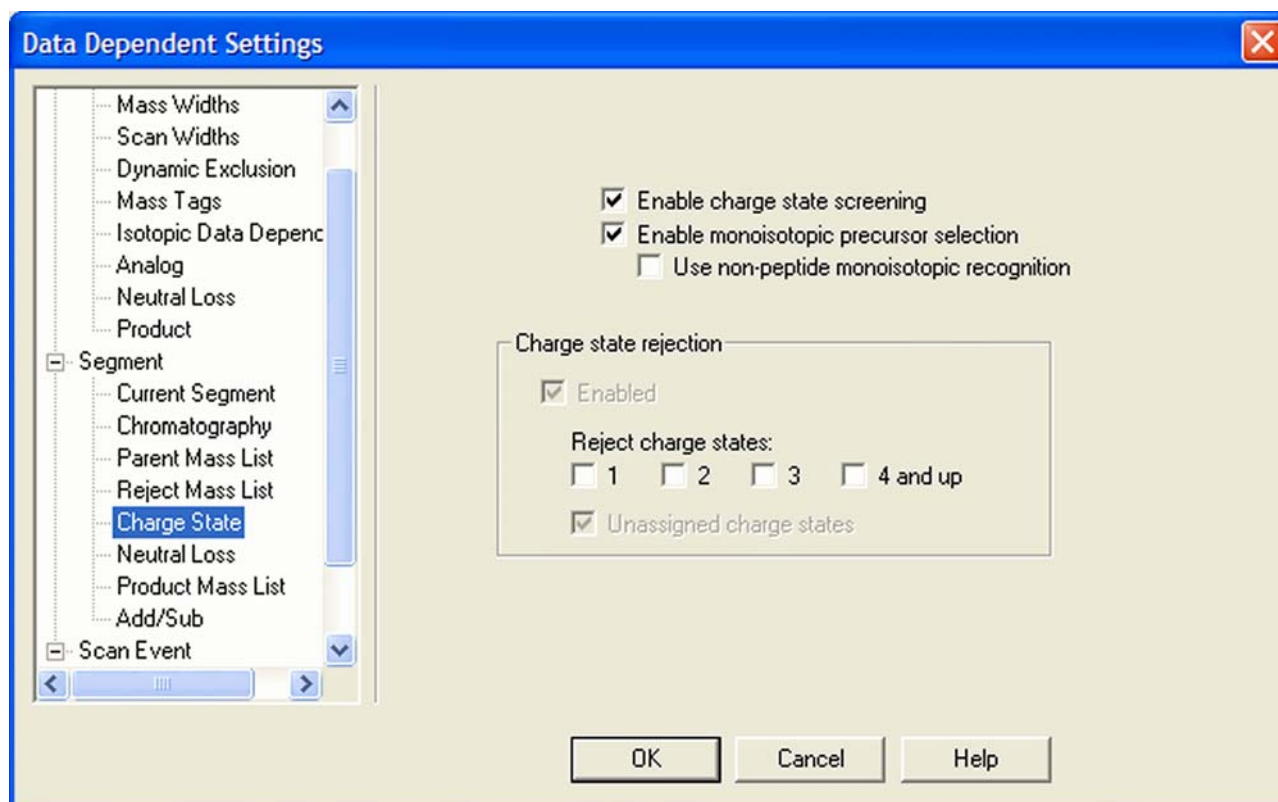 Data Dependent Settings
Mass Widths
Scan Widths
Dynamic Exclusion
Mass Tags
Isotopic Data Depenc
Analog
Neutral Loss
Product
Segment
Current Segment
Chromatography
Parent Mass List
Reject Mass List
Charge State
Neutral Loss
Product Mass List
Add/Sub
Scan Event
Enable charge state screening
Enable monoisotopic precursor selection
Use non-peptide monoisotopic recognition
Charge state rejection
Enabled
Reject charge states:
1 2 3 4 and up
Unassigned charge states
OK Cancel Help